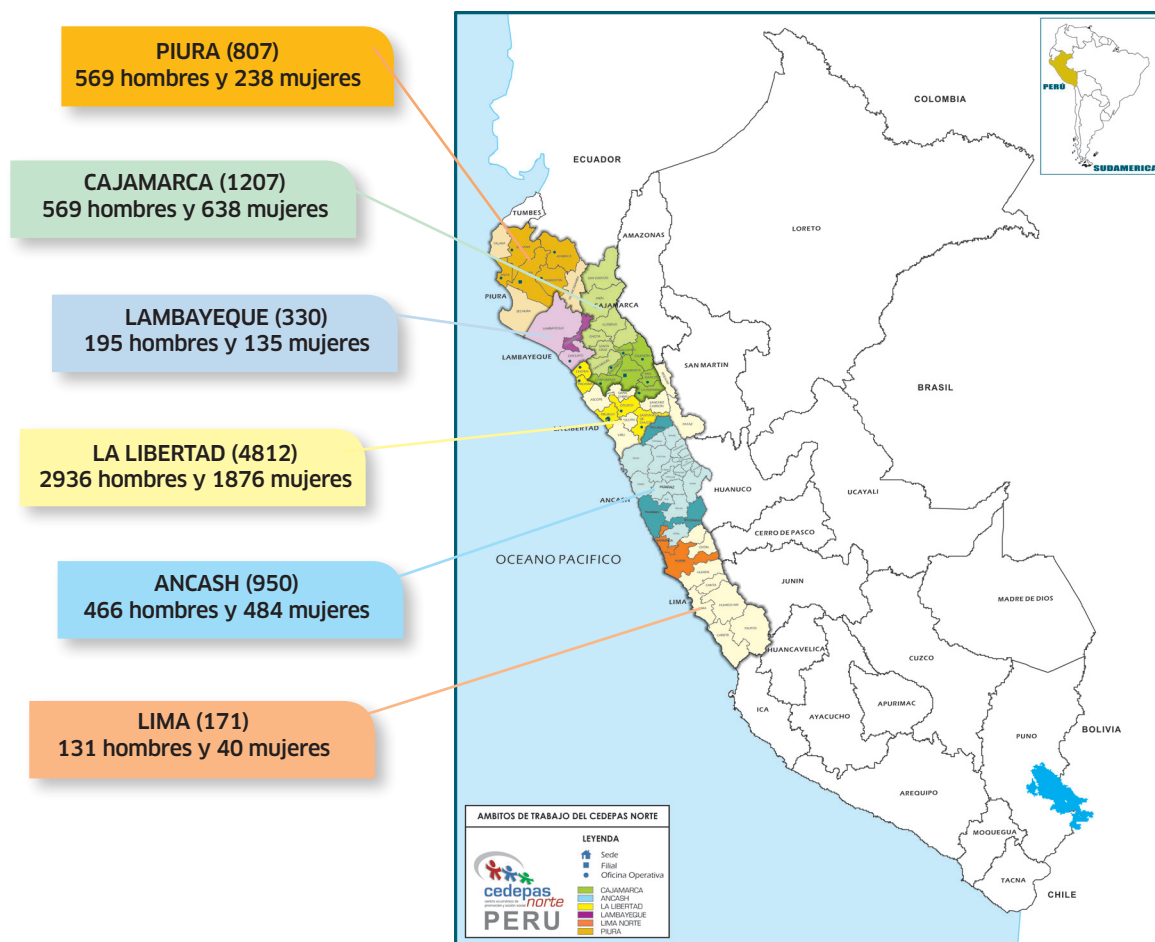 PIURA (807)
569 hombres y 238 mujeres
CAJAMARCA (1207)
569 hombres y 638 mujeres
LAMBAYEQUE (330)
195 hombres y 135 mujeres
LA LIBERTAD (4812)
2936 hombres y 1876 mujeres
ANCASH (950)
466 hombres y 484 mujeres
LIMA (171)
131 hombres y 40 mujeres
PERÚ
SUDAMERICA
COLOMBIA
ECUADOR
TUMBES
AMAZONAS
LORETO
PIURA
CAJAMARCA
LAMBAYEQUE
SAN MARTIN
BRASIL
LA LIBERTAD
ANCASH
HUANUCO
UCAYALI
CERRO DE PASCO
OCEANO PACIFICO
JUNIN
LIMA
MADRE DE DIOS
HUANCAVELICA
CUZCO
ICA
AYACUCHO
APURIMAC
PUNO
BOLIVIA
AREQUIPO
MOQUEGUA
TACNA
CHILE
AMBITOS DE TRABAJO DEL CEDEPAS NORTE
LEYENDA
Sede
Filial
Oficina Operativa
CAJAMARCA
ANCASH
LA LIBERTAD
LAMBAYEQUE
LIMA NORTE
PIURA
cedepas
norte
PERU